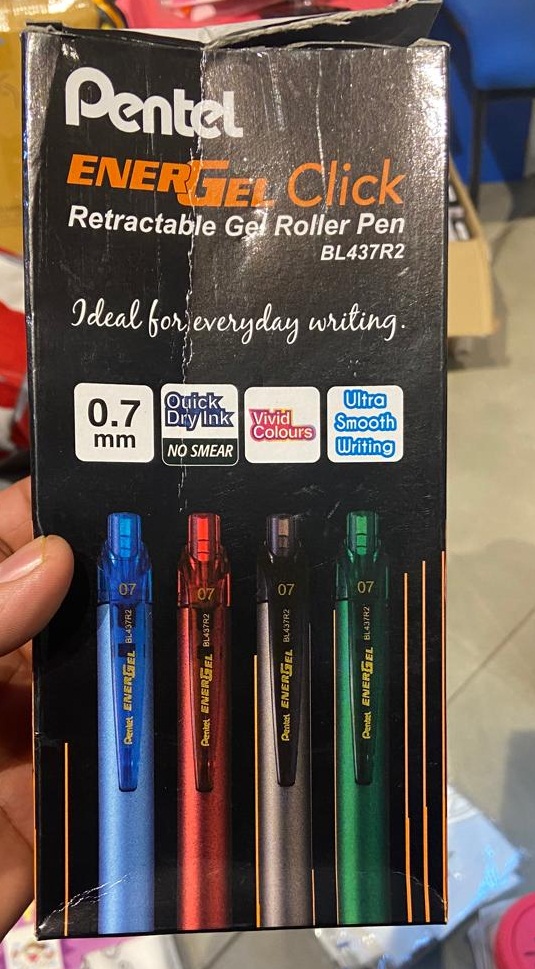 Pentel
ENERGEL Click
Retractable Gel Roller Pen
BL437R2
Ideal for everyday writing.
0.7
mm
Quick
Dry Ink
NO SMEAR
Vivid
Colours
Ultra
Smooth
Writing
07
07
07
07
Pentel ENERGEL BL437R2
Pentel ENERGEL BL437R2
Pentel ENERGEL BL437R2
Pentel ENERGEL BL437R2